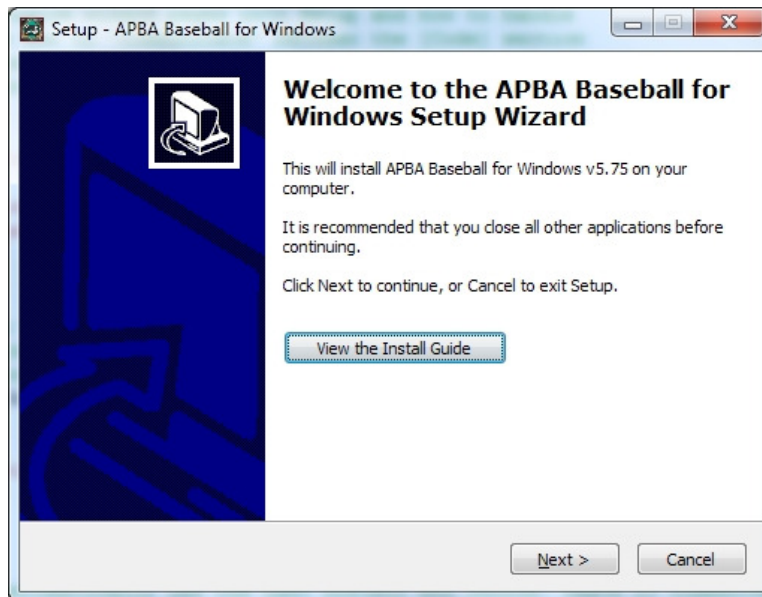 Setup - APBA Baseball for Windows
Welcome to the APBA Baseball for
Windows Setup Wizard
This will install APBA Baseball for Windows v5.75 on your
computer.
It is recommended that you close all other applications before
continuing.
Click Next to continue, or Cancel to exit Setup.
View the Install Guide
Next >
Cancel